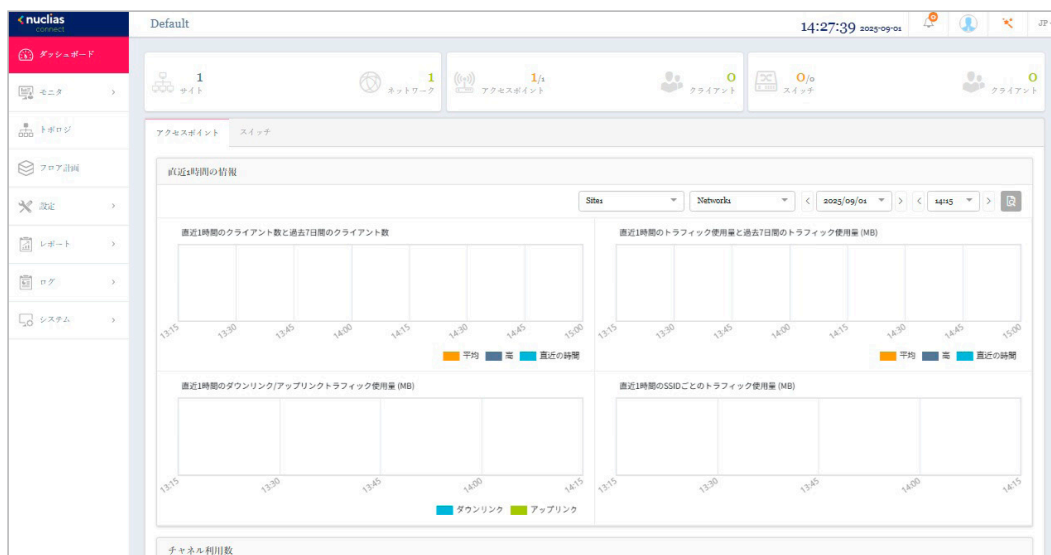 nuclias
connect
Default
14:27:39 2025-09-01
0
JP
ダッシュボード
モニタ
トポロジ
フロア計画
設定
レポート
ログ
システム
1
サイト
1
ネットワーク
1/1
アクセスポイント
0
クライアント
0/0
スイッチ
0
クライアント
アクセスポイント スイッチ
直近1時間の情報
Site1 Network1 2025/09/01 14:15
直近1時間のクライアント数と過去7日間のクライアント数
13:15 13:30 13:45 14:00 14:15 14:30 14:45 15:00
平均 高 直近の時間
直近1時間のトラフィック使用量と過去7日間のトラフィック使用量 (MB)
13:15 13:30 13:45 14:00 14:15 14:30 14:45 15:00
平均 高 直近の時間
直近1時間のダウンリンク/アップリンクトラフィック使用量 (MB)
13:15 13:30 13:45 14:00 14:15
ダウンリンク アップリンク
直近1時間のSSIDごとのトラフィック使用量 (MB)
13:15 13:30 13:45 14:00 14:15
チャネル利用数